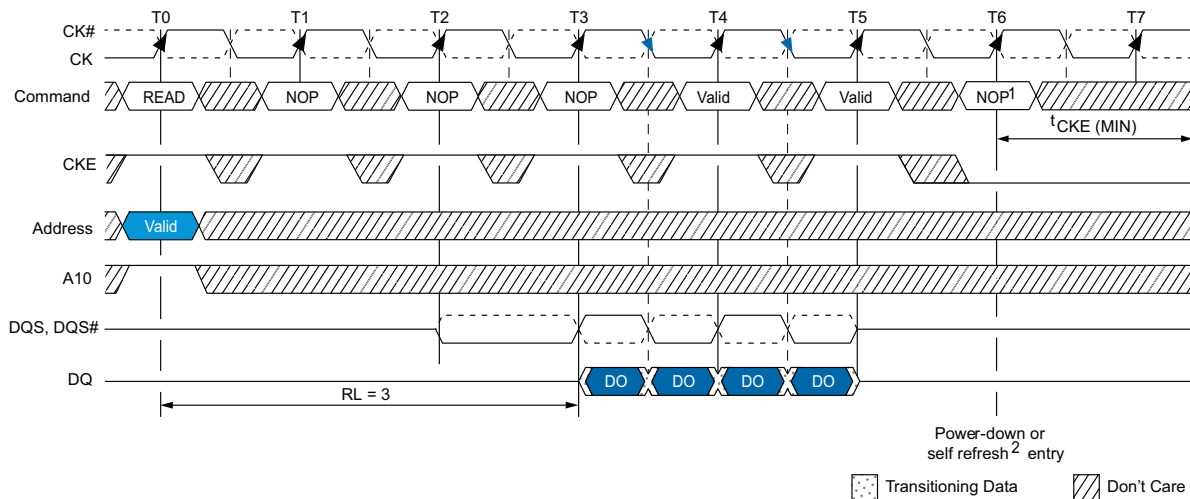 T0 T1 T2 T3 T4 T5 T6 T7
CK#
CK
Command READ NOP NOP NOP Valid Valid NOP1
tCKE (MIN)
CKE
Address Valid
A10
DQS, DQS#
DQ DO DO DO DO
RL = 3
Power-down or
self refresh2 entry
Transitioning Data Don't Care